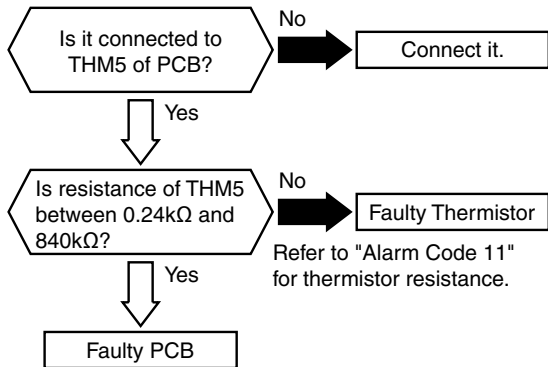 Is it connected to
THM5 of PCB?
No
Connect it.
Yes
Is resistance of THM5
between 0.24kΩ and
840kΩ?
No
Faulty Thermistor
Refer to "Alarm Code 11"
for thermistor resistance.
Yes
Faulty PCB